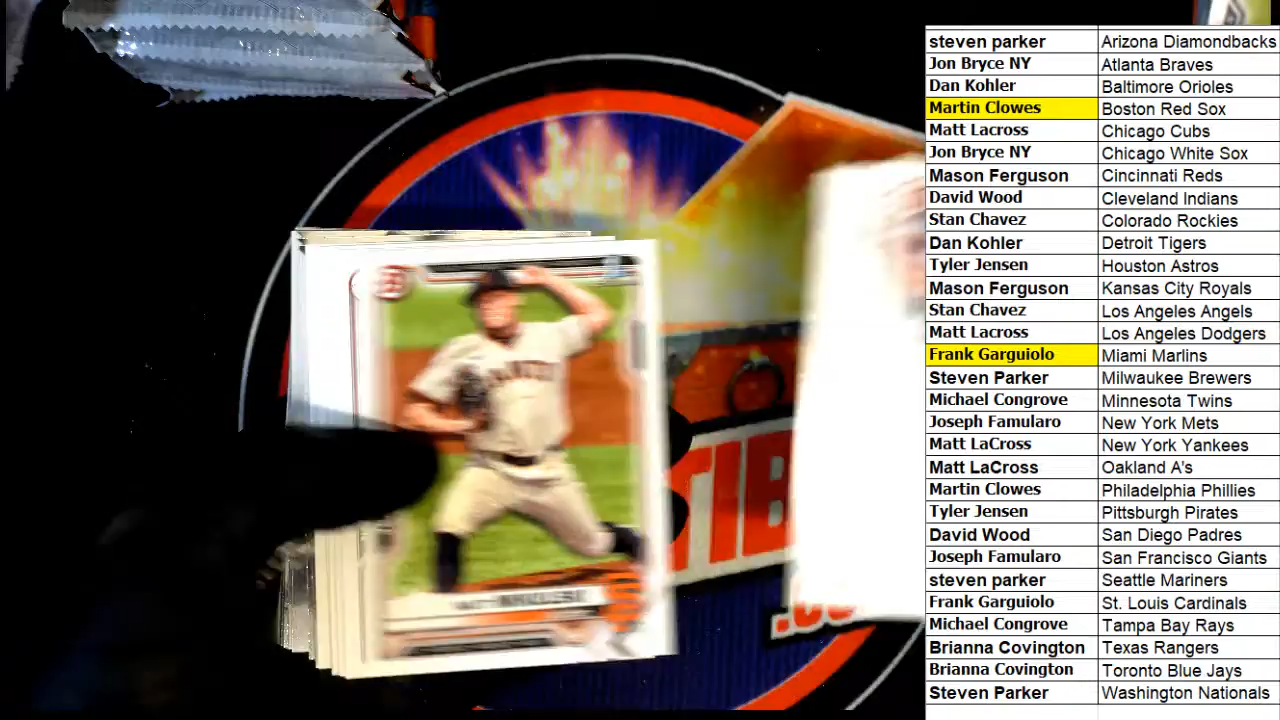 steven parker Arizona Diamondbacks
Jon Bryce NY Atlanta Braves
Dan Kohler Baltimore Orioles
Martin Clowes Boston Red Sox
Matt Lacross Chicago Cubs
Jon Bryce NY Chicago White Sox
Mason Ferguson Cincinnati Reds
David Wood Cleveland Indians
Stan Chavez Colorado Rockies
Dan Kohler Detroit Tigers
Tyler Jensen Houston Astros
Mason Ferguson Kansas City Royals
Stan Chavez Los Angeles Angels
Matt Lacross Los Angeles Dodgers
Frank Garguiolo Miami Marlins
Steven Parker Milwaukee Brewers
Michael Congrove Minnesota Twins
Joseph Famularo New York Mets
Matt LaCross New York Yankees
Matt LaCross Oakland A's
Martin Clowes Philadelphia Phillies
Tyler Jensen Pittsburgh Pirates
David Wood San Diego Padres
Joseph Famularo San Francisco Giants
steven parker Seattle Mariners
Frank Garguiolo St. Louis Cardinals
Michael Congrove Tampa Bay Rays
Brianna Covington Texas Rangers
Brianna Covington Toronto Blue Jays
Steven Parker Washington Nationals